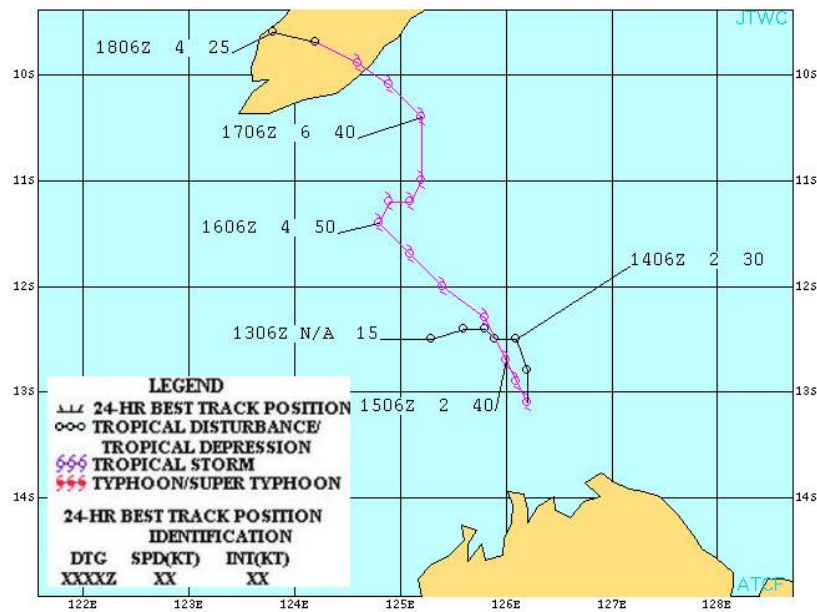 JTWC
1806Z 4 25
10S 10S
1706Z 6 40
11S 11S
1606Z 4 50
1406Z 2 30
12S 12S
1306Z N/A 15
LEGEND
24-HR BEST TRACK POSITION
TROPICAL DISTURBANCE/
TROPICAL DEPRESSION
TROPICAL STORM
TYPHOON/SUPER TYPHOON
13S 13S
1506Z 2 40
14S 14S
24-HR BEST TRACK POSITION
IDENTIFICATION
DTG SPD(KT) INT(KT)
XXXXZ XX XX
ATCF
122E 123E 124E 125E 126E 127E 128E